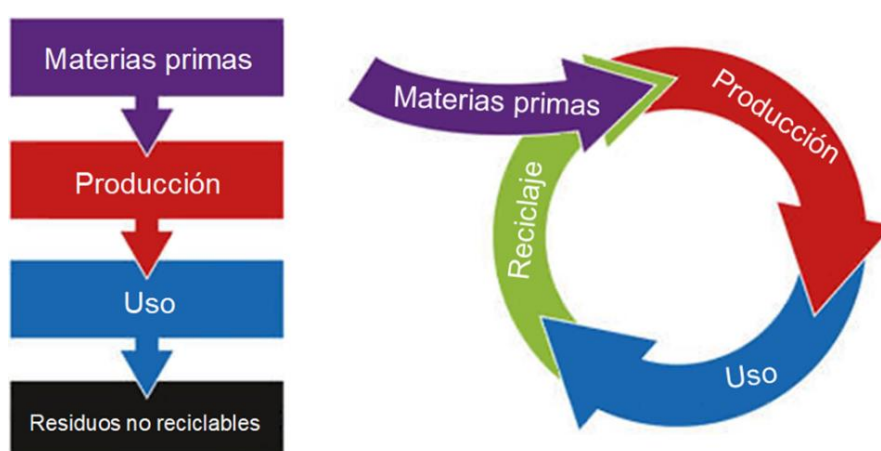 Materias primas
Producción
Uso
Residuos no reciclables
Materias primas
Producción
Uso
Reciclaje